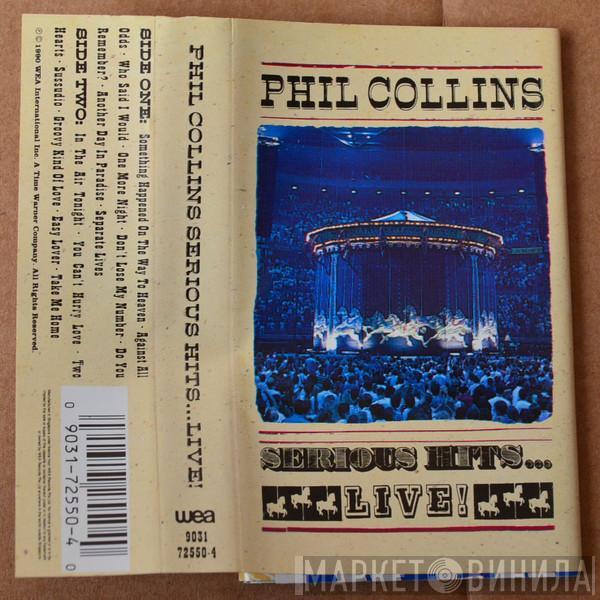 PHIL COLLINS
SERIOUS HITS...
LIVE!
PHIL COLLINS SERIOUS HITS...LIVE!
wea
9031
72550-4
SIDE ONE: Something Happened On The Way To Heaven · Against All
Odds · Who Said I Would · One More Night · Don't Lose My Number · Do You
Remember? · Another Day In Paradise · Separate Lives
SIDE TWO: In The Air Tonight · You Can't Hurry Love · Two
Hearts · Sussudio · Groovy Kind Of Love · Easy Lover · Take Me Home
℗ © 1990 WEA International Inc. A Time Warner Company. All Rights Reserved.
0 9031-72550-4 0
МАРКЕТ ВИНИЛА